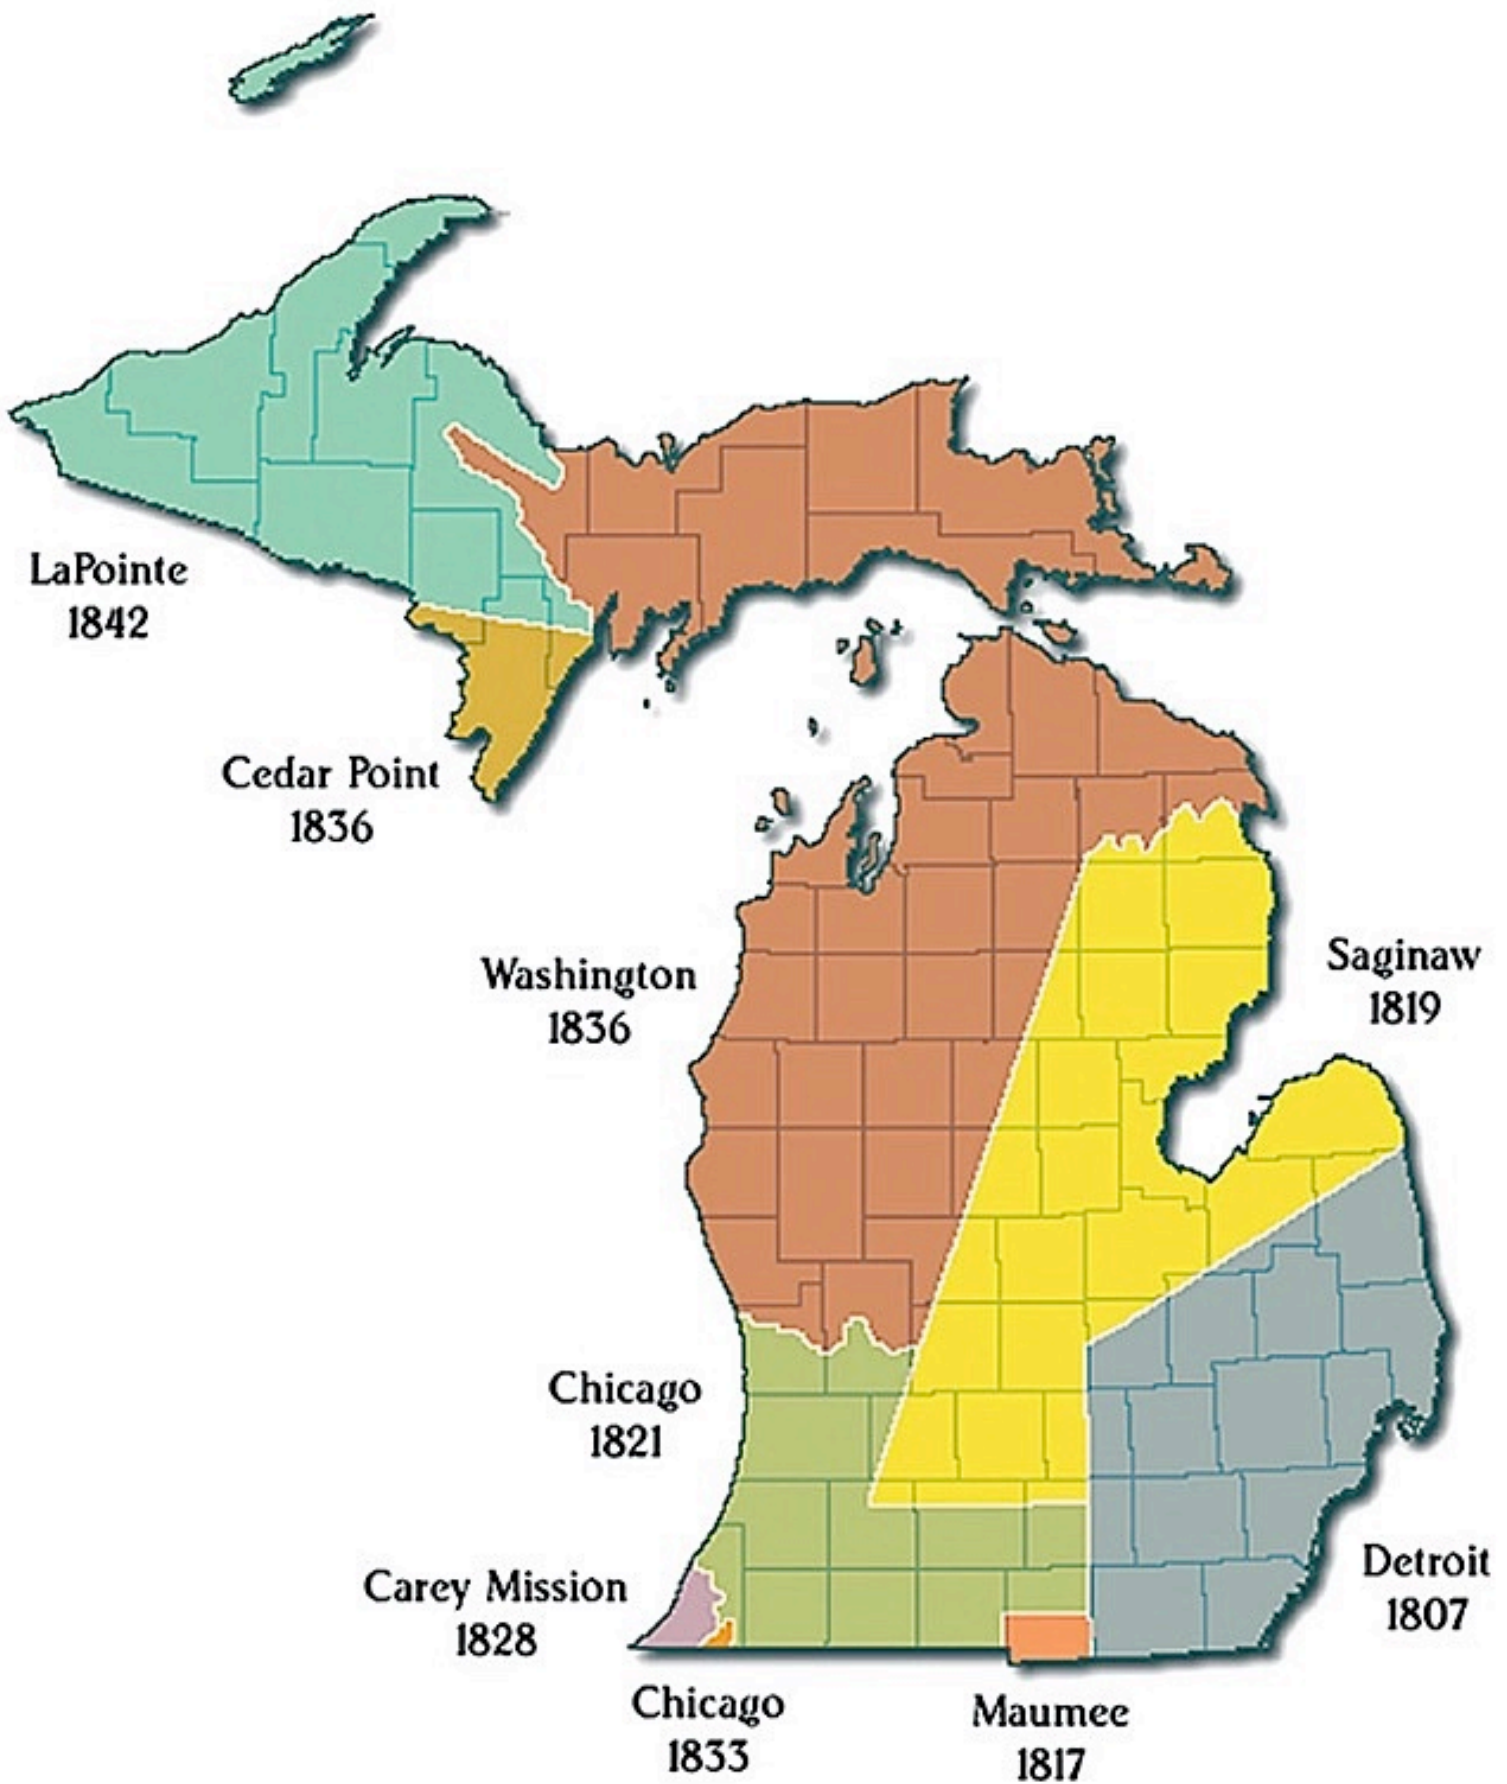 LaPointe
1842
Cedar Point
1836
Washington
1836
Saginaw
1819
Chicago
1821
Carey Mission
1828
Detroit
1807
Chicago
1833
Maumee
1817